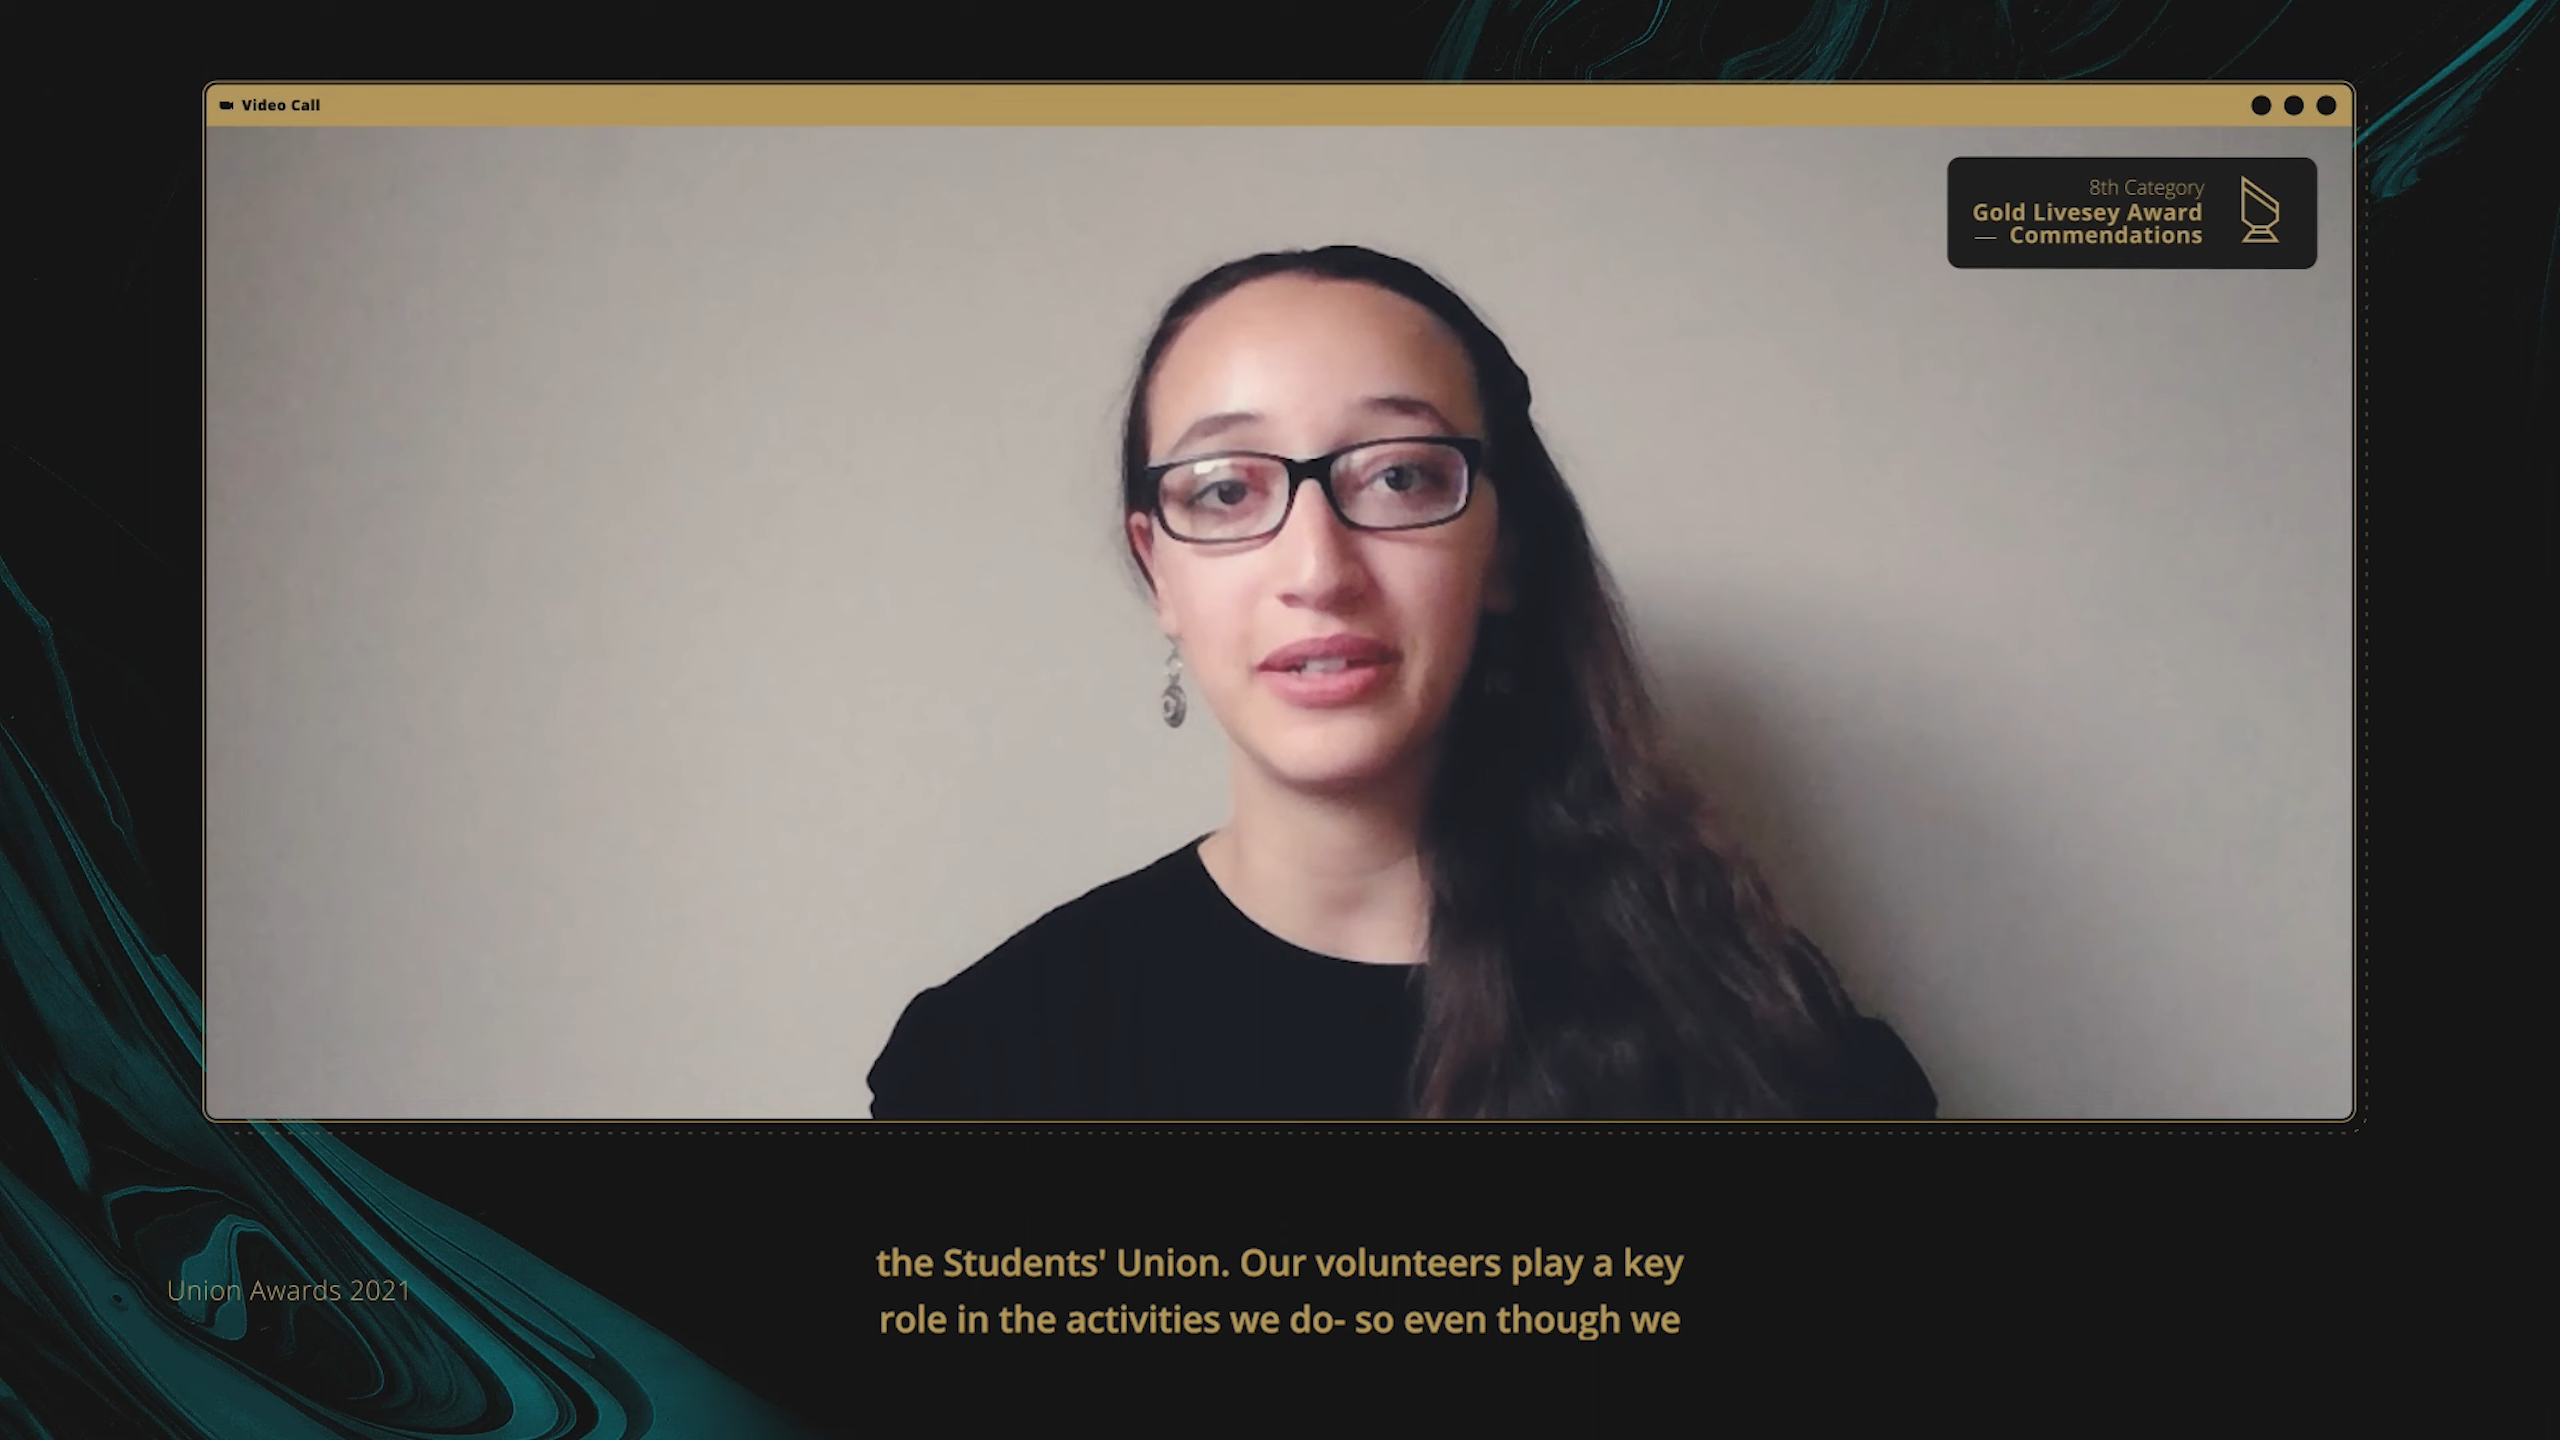 Video Call
8th Category
Gold Livesey Award
— Commendations
the Students' Union. Our volunteers play a key
role in the activities we do- so even though we
Union Awards 2021